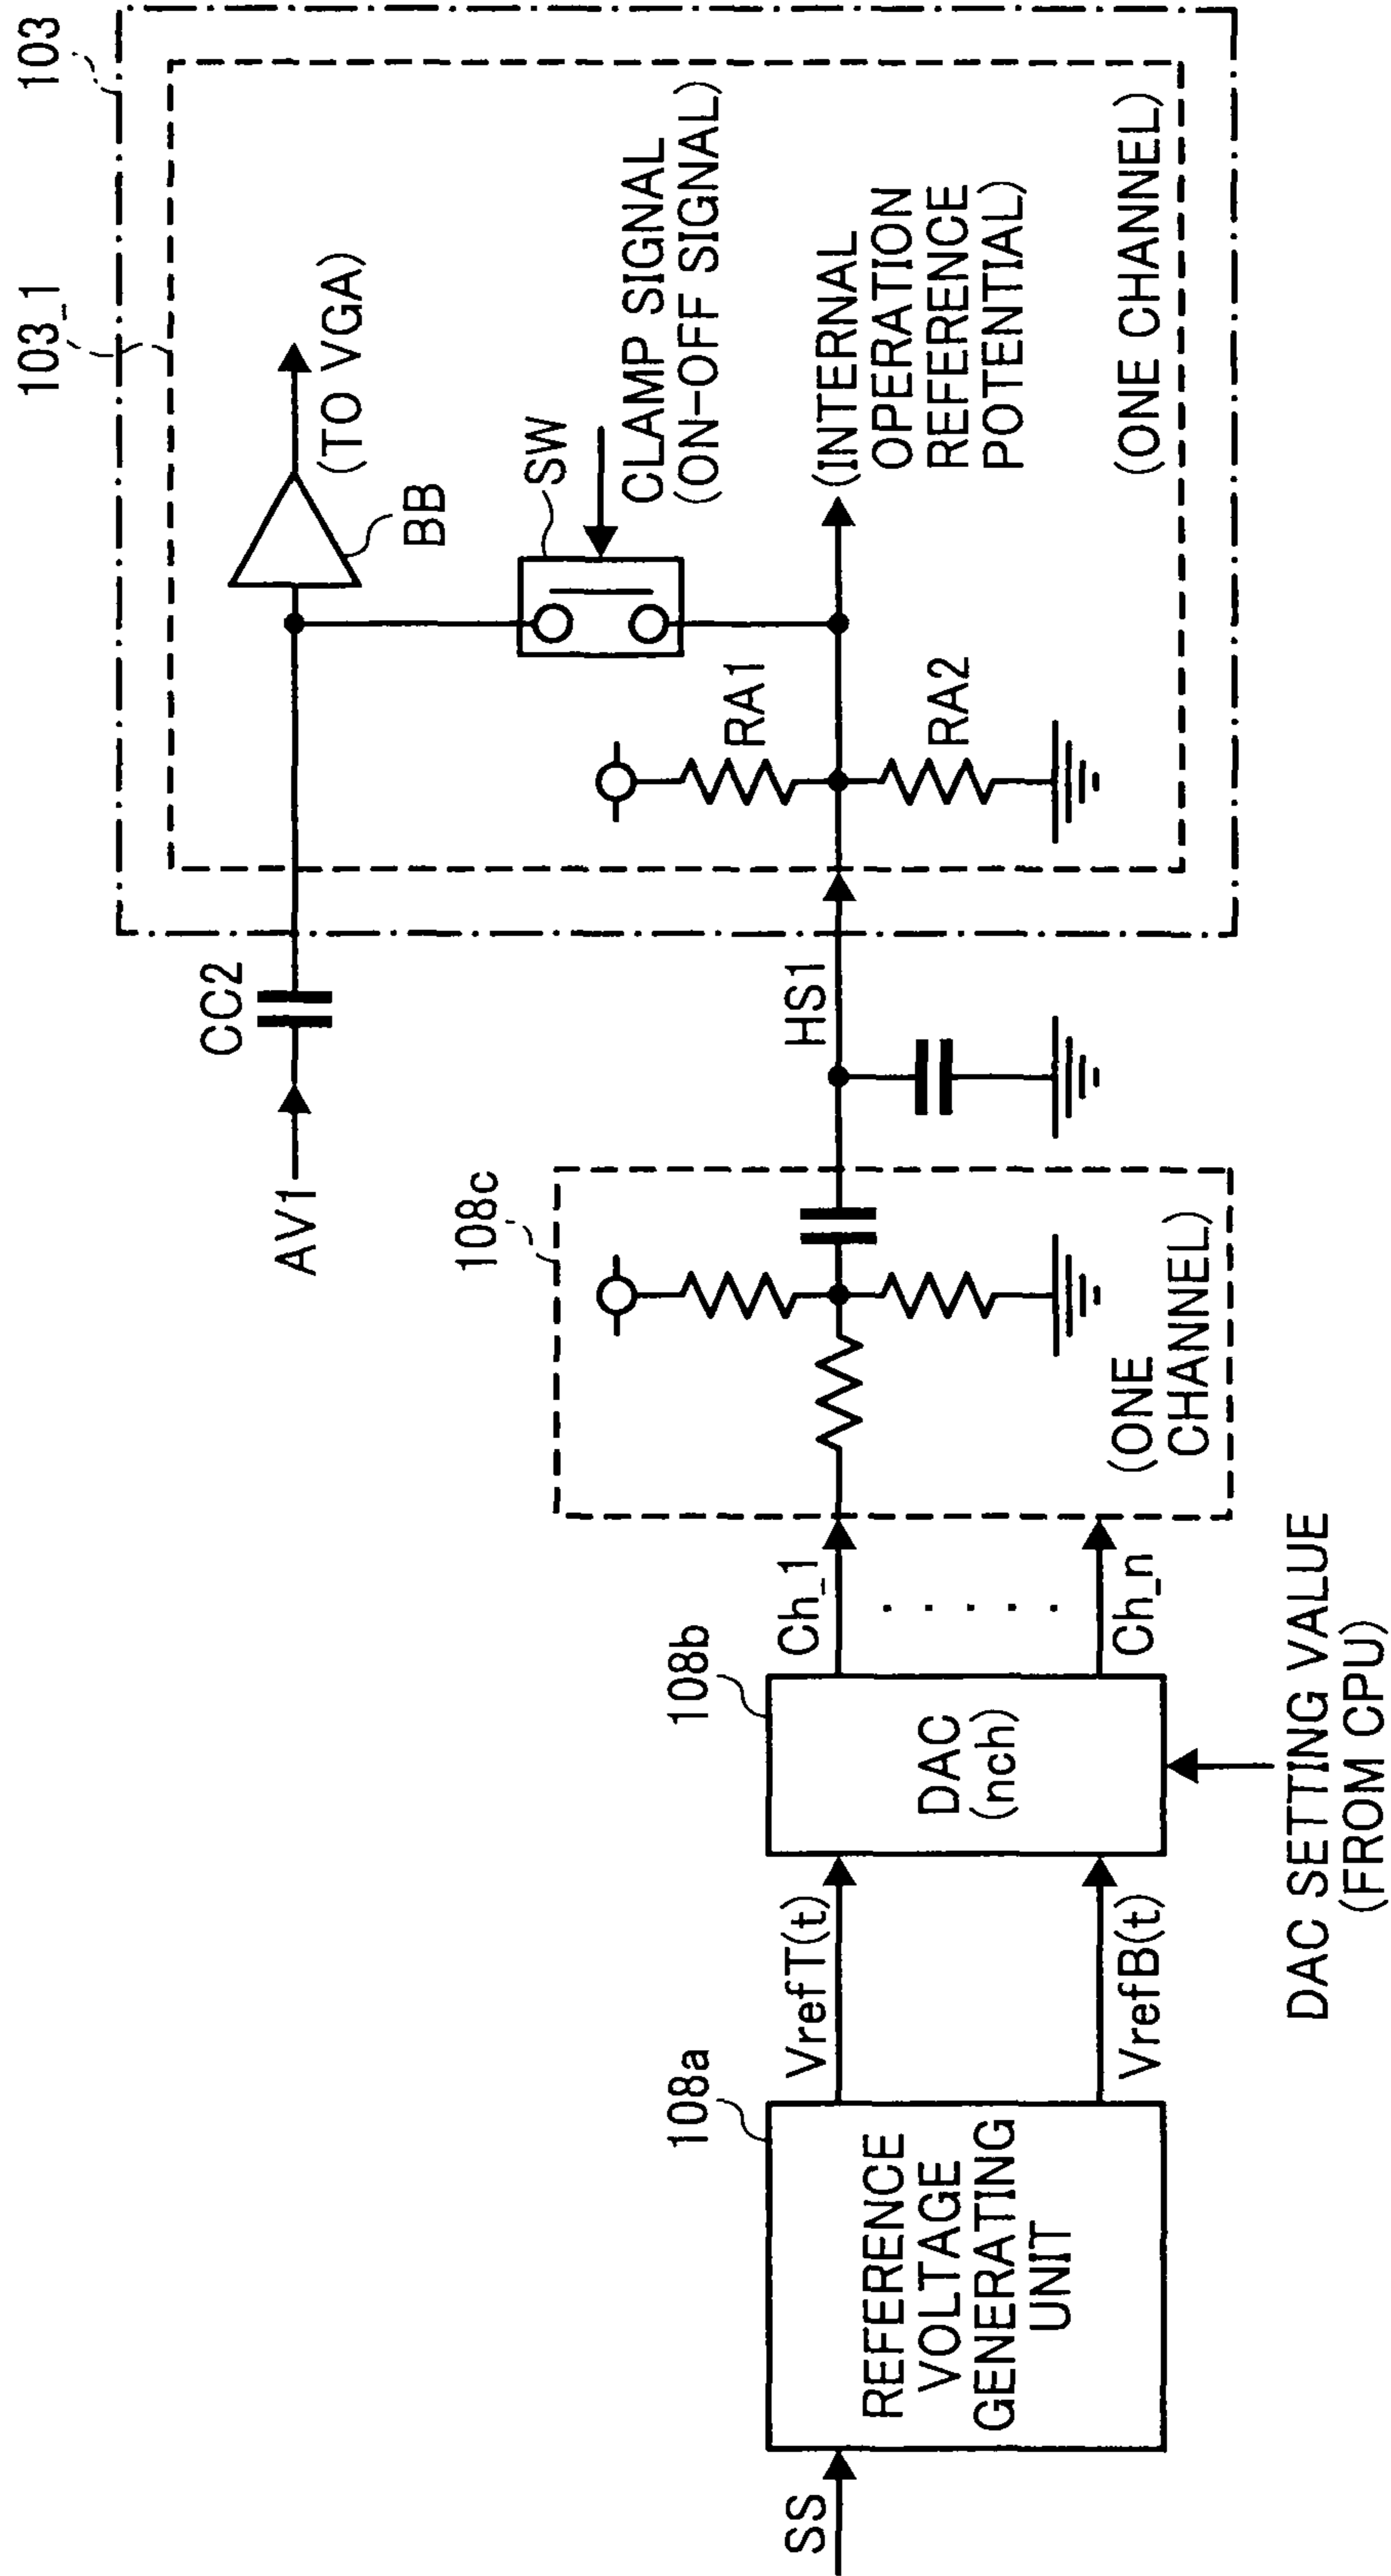 103
103_1
(TO VGA)
BB
SW
CLAMP SIGNAL
(ON-OFF SIGNAL)
(INTERNAL
OPERATION
REFERENCE
POTENTIAL)
RA1
RA2
(ONE CHANNEL)
CC2
AV1
HS1
108c
(ONE
CHANNEL)
Ch_1
. . . . .
Ch_n
108b
DAC
(nch)
DAC SETTING VALUE
(FROM CPU)
VrefT(t)
VrefB(t)
108a
REFERENCE
VOLTAGE
GENERATING
UNIT
SS